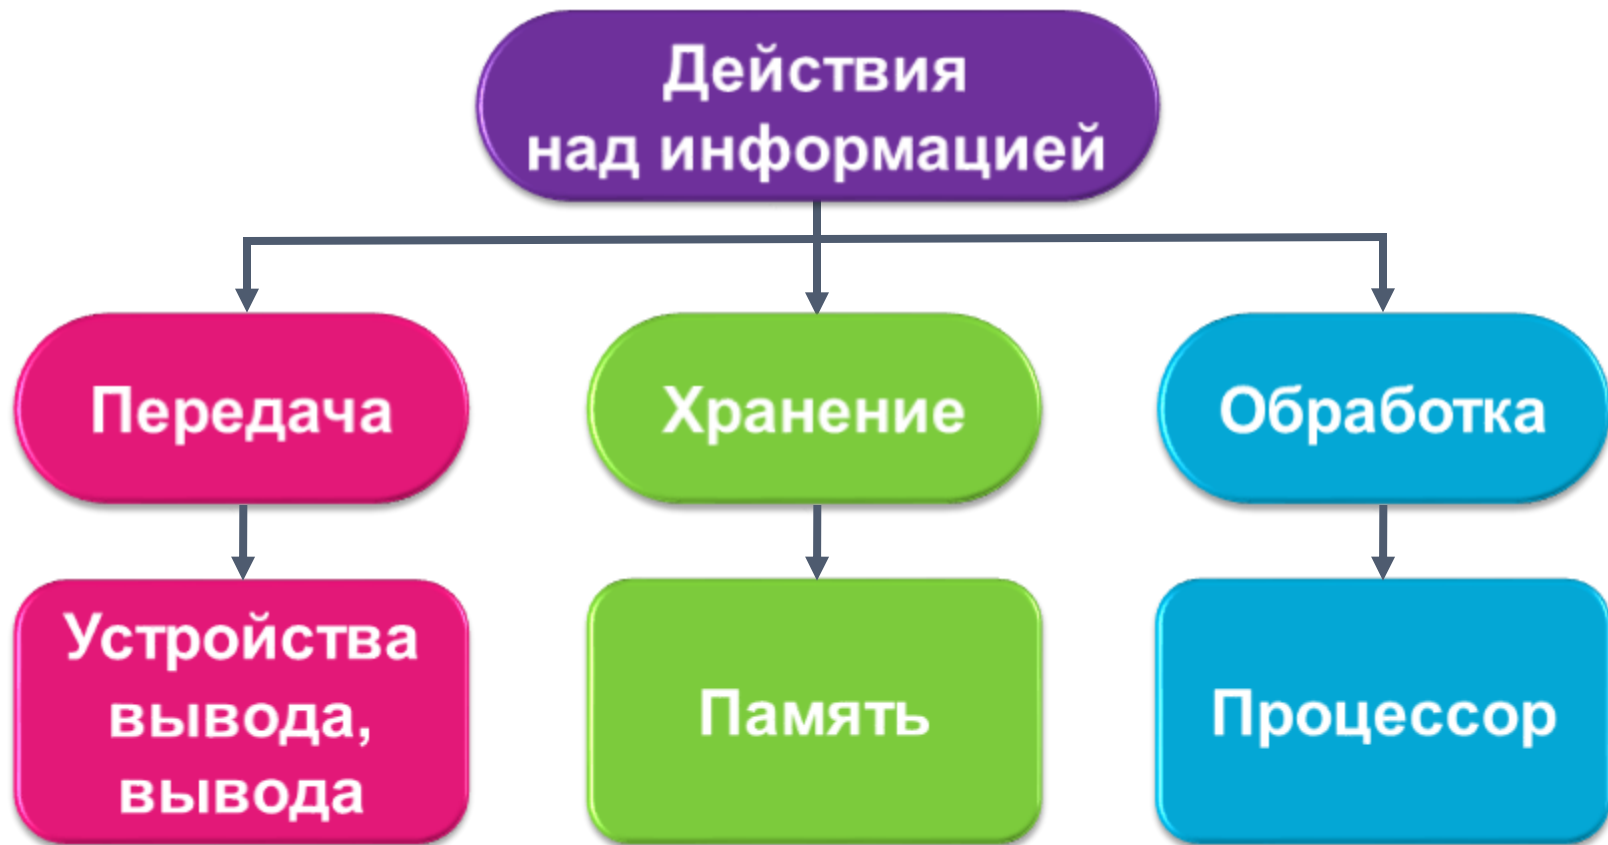 Действия
над информацией
Передача
Хранение
Обработка
Устройства
вывода,
вывода
Память
Процессор